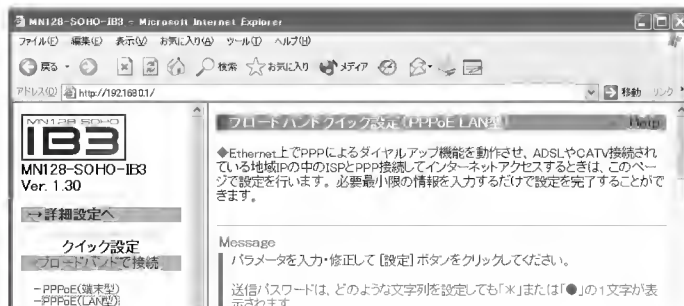 MN128-SOHO-IB3 - Microsoft Internet Explorer
ファイル(F) 編集(E) 表示(V) お気に入り(A) ツール(T) ヘルプ(H)
戻る 検索 お気に入り メディア
アドレス(D) http://192.168.0.1/ 移動 リンク
MN128 SOHO
IB3
MN128-SOHO-IB3
Ver. 1.30
→詳細設定へ
クイック設定
ブロードバンドで接続
-PPPoE(端末型)
-PPPoE(LAN型)
ブロードバンドクイック設定(PPPoE LAN型) Help
◆Ethernet上でPPPによるダイヤルアップ機能を動作させ、ADSLやCATV接続され
ている地域IPの中のISPとPPP接続してインターネットアクセスするときは、このペー
ジで設定を行います。必要最小限の情報を入力するだけで設定を完了することがで
きます。
Message
パラメータを入力・修正して[設定]ボタンをクリックしてください。
送信パスワードは、どのような文字列を設定しても「*」または「●」の1文字が表
示されます